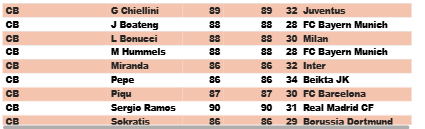 CB G Chiellini 89 89 32 Juventus
CB J Boateng 88 88 28 FC Bayern Munich
CB L Bonucci 88 88 30 Milan
CB M Hummels 88 88 28 FC Bayern Munich
CB Miranda 86 86 32 Inter
CB Pepe 86 86 34 Beikta JK
CB Piqu 87 87 30 FC Barcelona
CB Sergio Ramos 90 90 31 Real Madrid CF
CB Sokratis 86 86 29 Borussia Dortmund